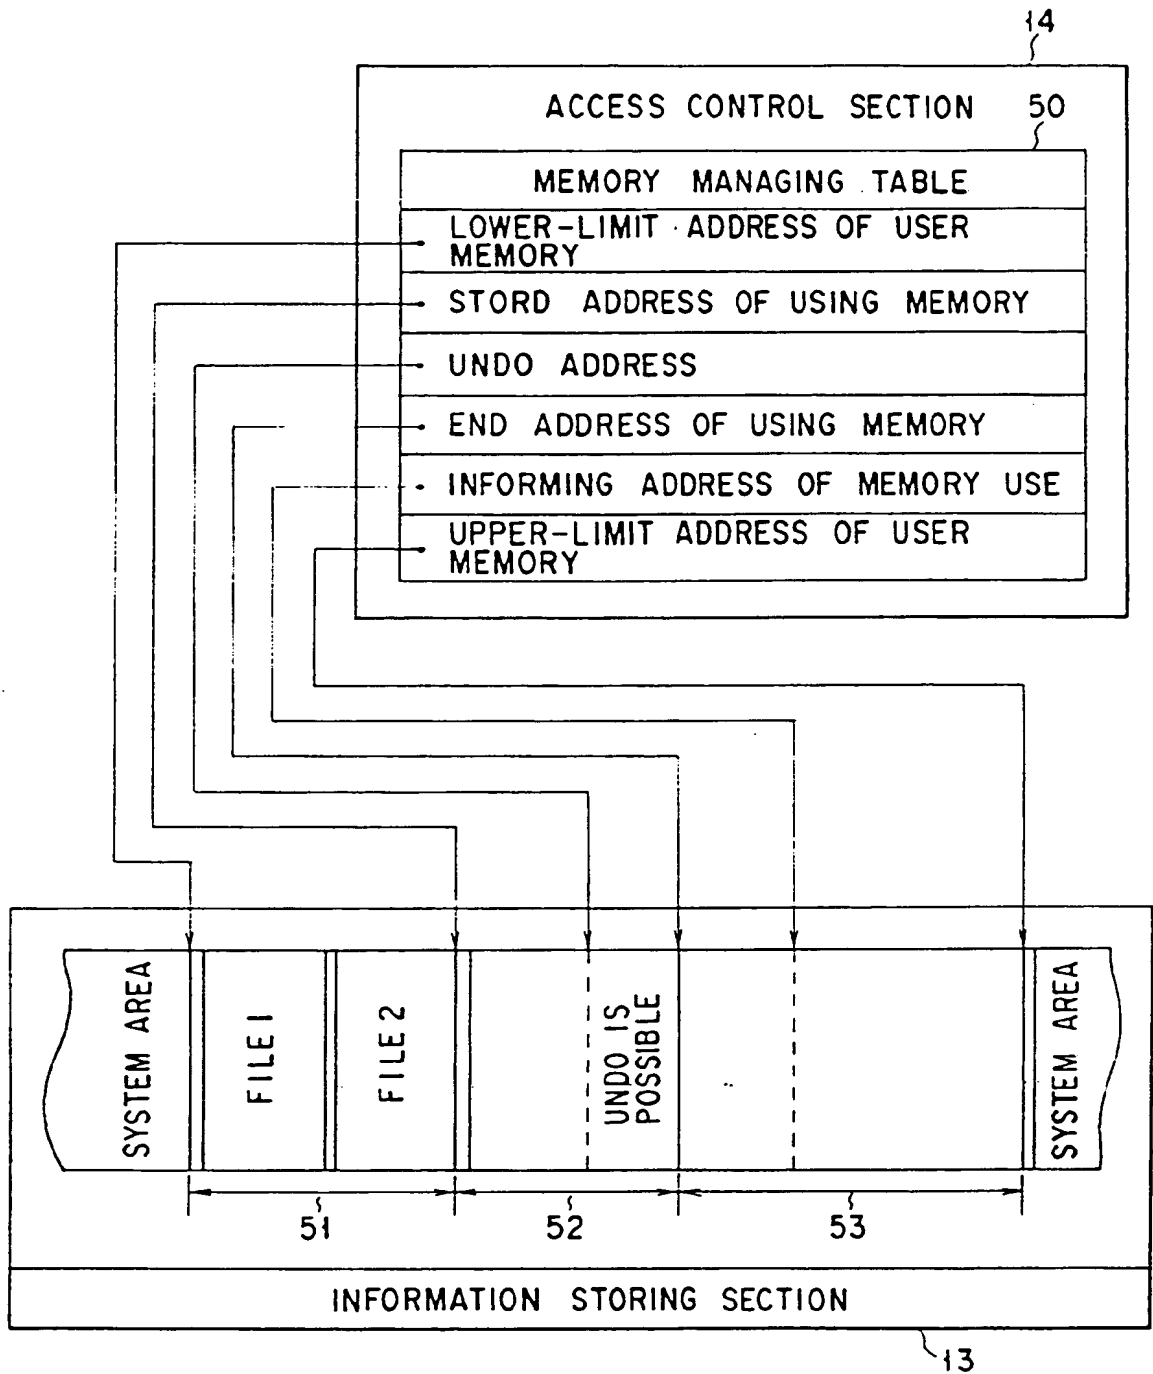 14
ACCESS CONTROL SECTION 50
MEMORY MANAGING TABLE
LOWER-LIMIT ADDRESS OF USER
MEMORY
STORD ADDRESS OF USING MEMORY
UNDO ADDRESS
END ADDRESS OF USING MEMORY
INFORMING ADDRESS OF MEMORY USE
UPPER-LIMIT ADDRESS OF USER
MEMORY
SYSTEM AREA
FILE 1
FILE 2
UNDO IS
POSSIBLE
SYSTEM AREA
51
52
53
INFORMATION STORING SECTION
13